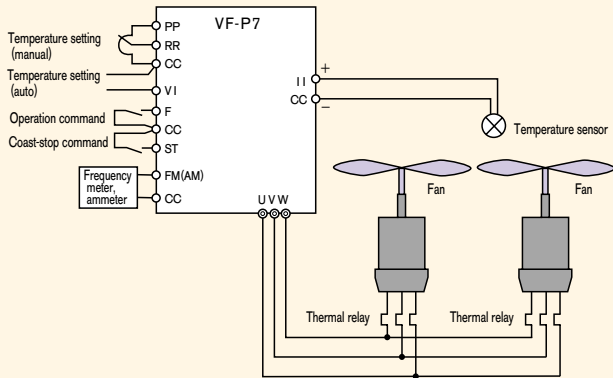 VF-P7
Temperature setting
(manual)
PP
RR
CC
Temperature setting
(auto)
VI
Operation command
F
CC
Coast-stop command
ST
Frequency
meter,
ammeter
FM(AM)
CC
+
II
CC
−
Temperature sensor
Fan
Fan
U V W
Thermal relay
Thermal relay